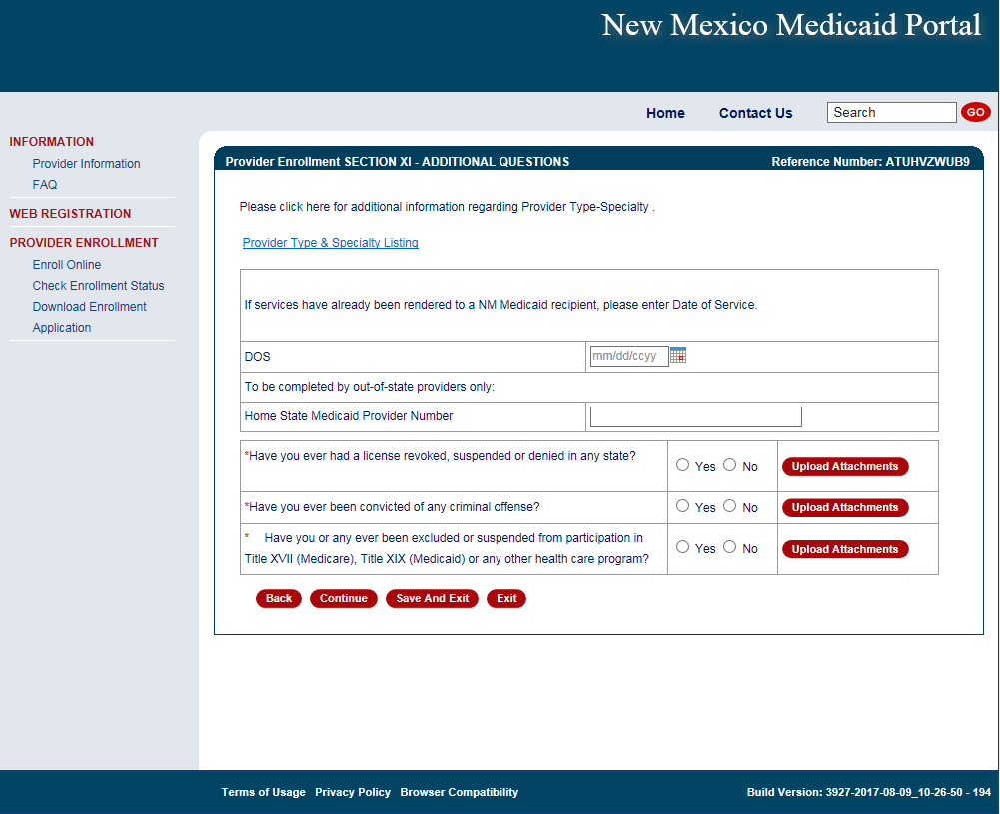 New Mexico Medicaid Portal
Home Contact Us Search GO
INFORMATION
Provider Information
FAQ
WEB REGISTRATION
PROVIDER ENROLLMENT
Enroll Online
Check Enrollment Status
Download Enrollment
Application
Provider Enrollment SECTION XI - ADDITIONAL QUESTIONS Reference Number: ATUHVZWUB9
Please click here for additional information regarding Provider Type-Specialty .
Provider Type & Specialty Listing
If services have already been rendered to a NM Medicaid recipient, please enter Date of Service.
DOS mm/dd/ccyy
To be completed by out-of-state providers only:
Home State Medicaid Provider Number
*Have you ever had a license revoked, suspended or denied in any state? Yes No Upload Attachments
*Have you ever been convicted of any criminal offense? Yes No Upload Attachments
* Have you or any ever been excluded or suspended from participation in
Title XVII (Medicare), Title XIX (Medicaid) or any other health care program? Yes No Upload Attachments
Back Continue Save And Exit Exit
Terms of Usage Privacy Policy Browser Compatibility Build Version: 3927-2017-08-09_10-26-50 - 194